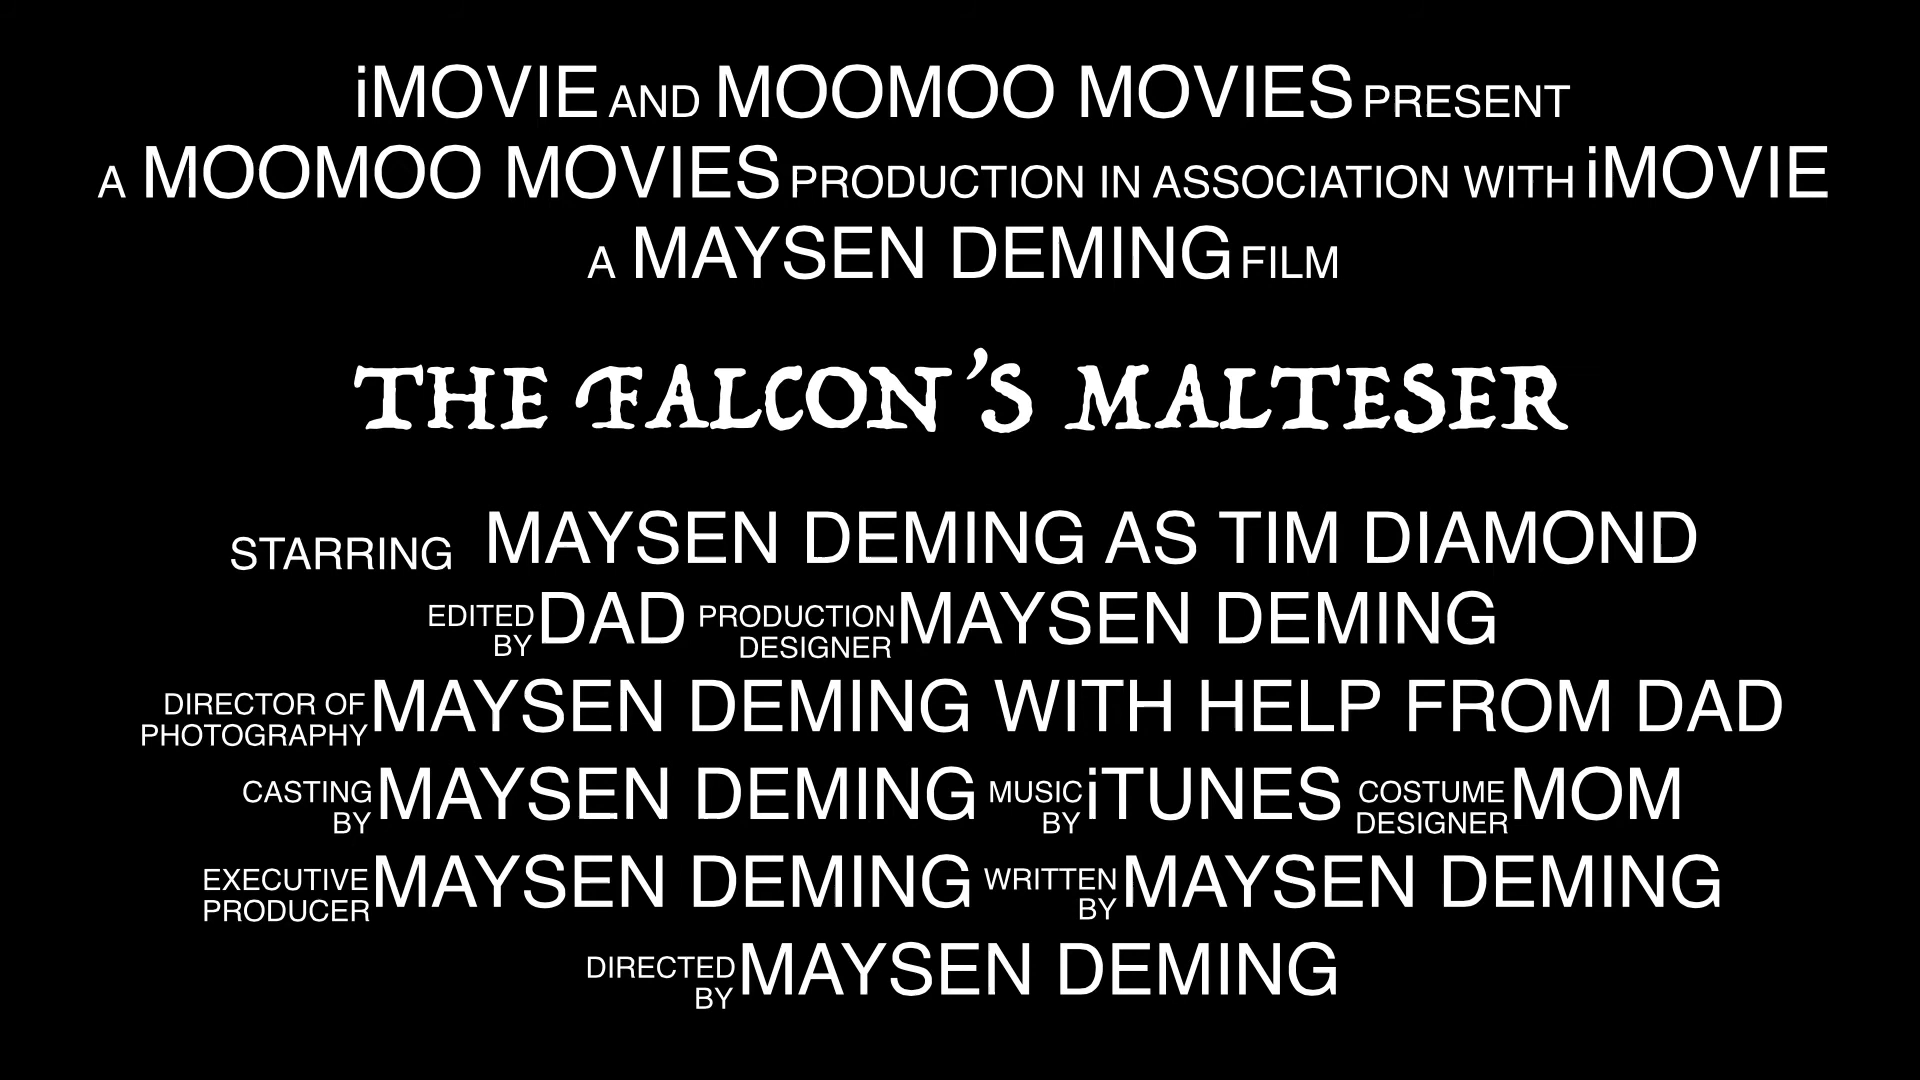 iMOVIE AND MOOMOO MOVIES PRESENT
A MOOMOO MOVIES PRODUCTION IN ASSOCIATION WITH iMOVIE
A MAYSEN DEMING FILM
THE FALCON'S MALTESER
STARRING MAYSEN DEMING AS TIM DIAMOND
EDITED BY DAD PRODUCTION DESIGNER MAYSEN DEMING
DIRECTOR OF PHOTOGRAPHY MAYSEN DEMING WITH HELP FROM DAD
CASTING BY MAYSEN DEMING MUSIC BY iTUNES COSTUME DESIGNER MOM
EXECUTIVE PRODUCER MAYSEN DEMING WRITTEN BY MAYSEN DEMING
DIRECTED BY MAYSEN DEMING